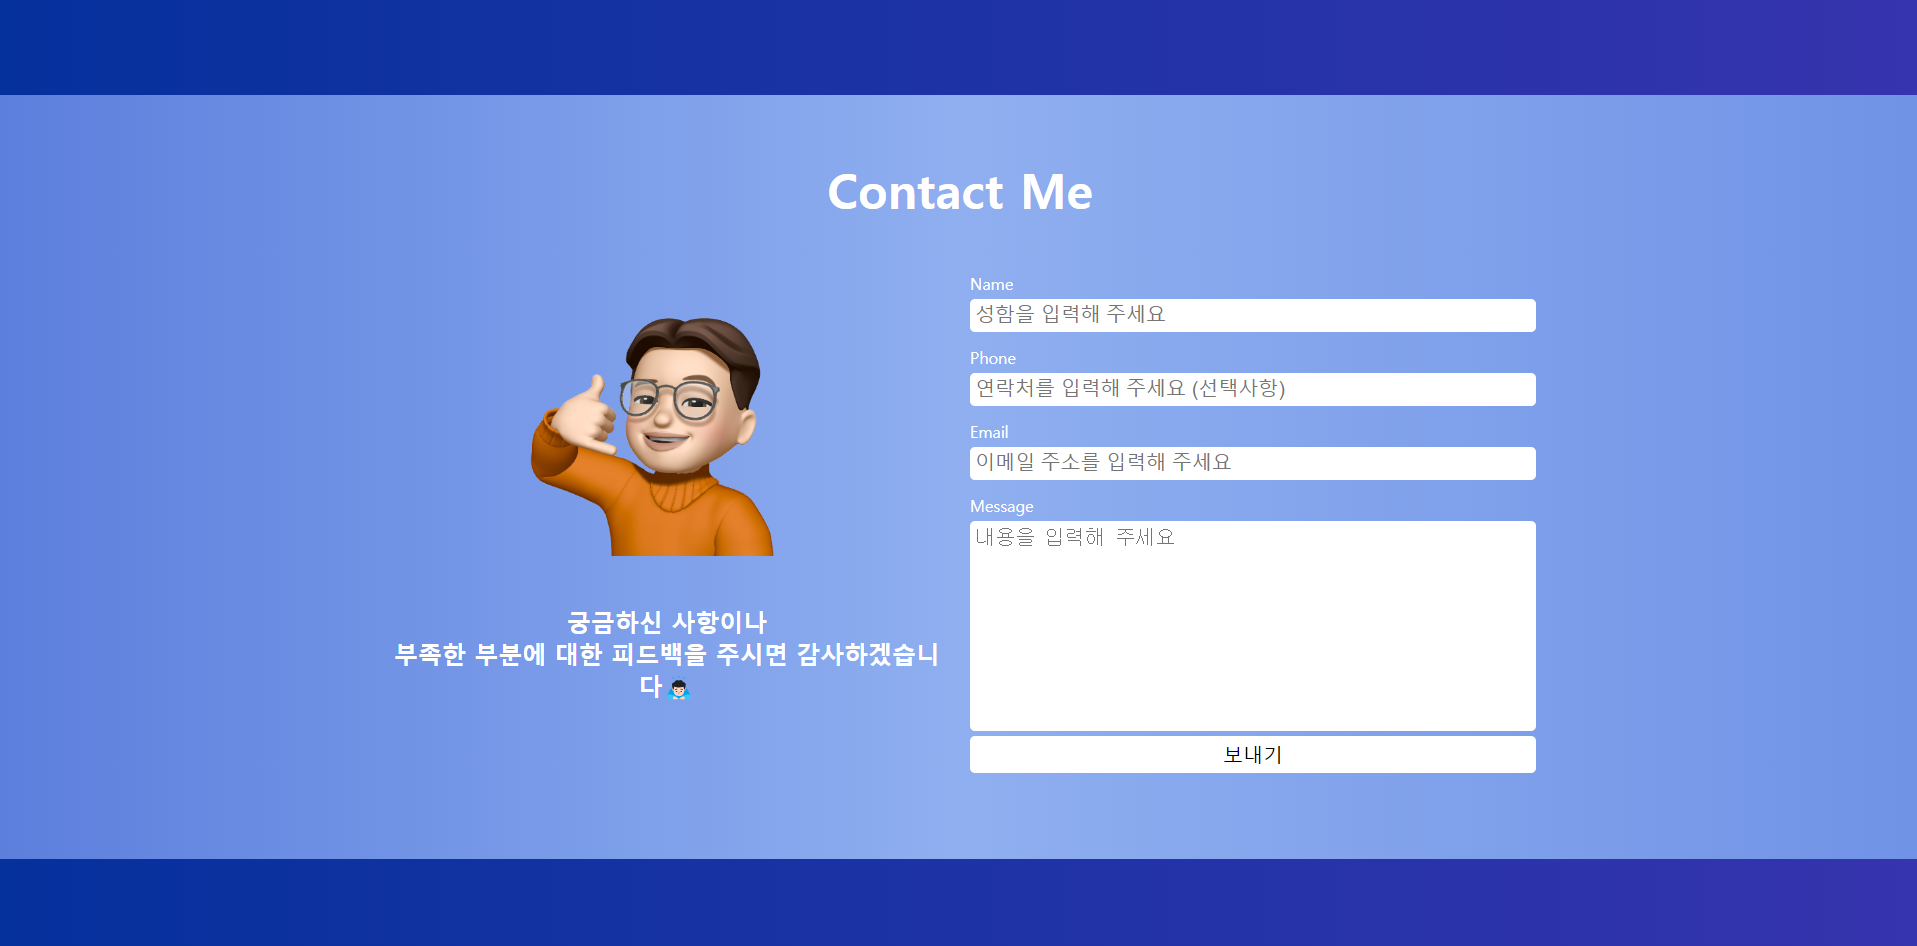 Contact Me
궁금하신 사항이나
부족한 부분에 대한 피드백을 주시면 감사하겠습니
다🙇🏻‍♂️
Name
성함을 입력해 주세요
Phone
연락처를 입력해 주세요 (선택사항)
Email
이메일 주소를 입력해 주세요
Message
내용을 입력해 주세요
보내기